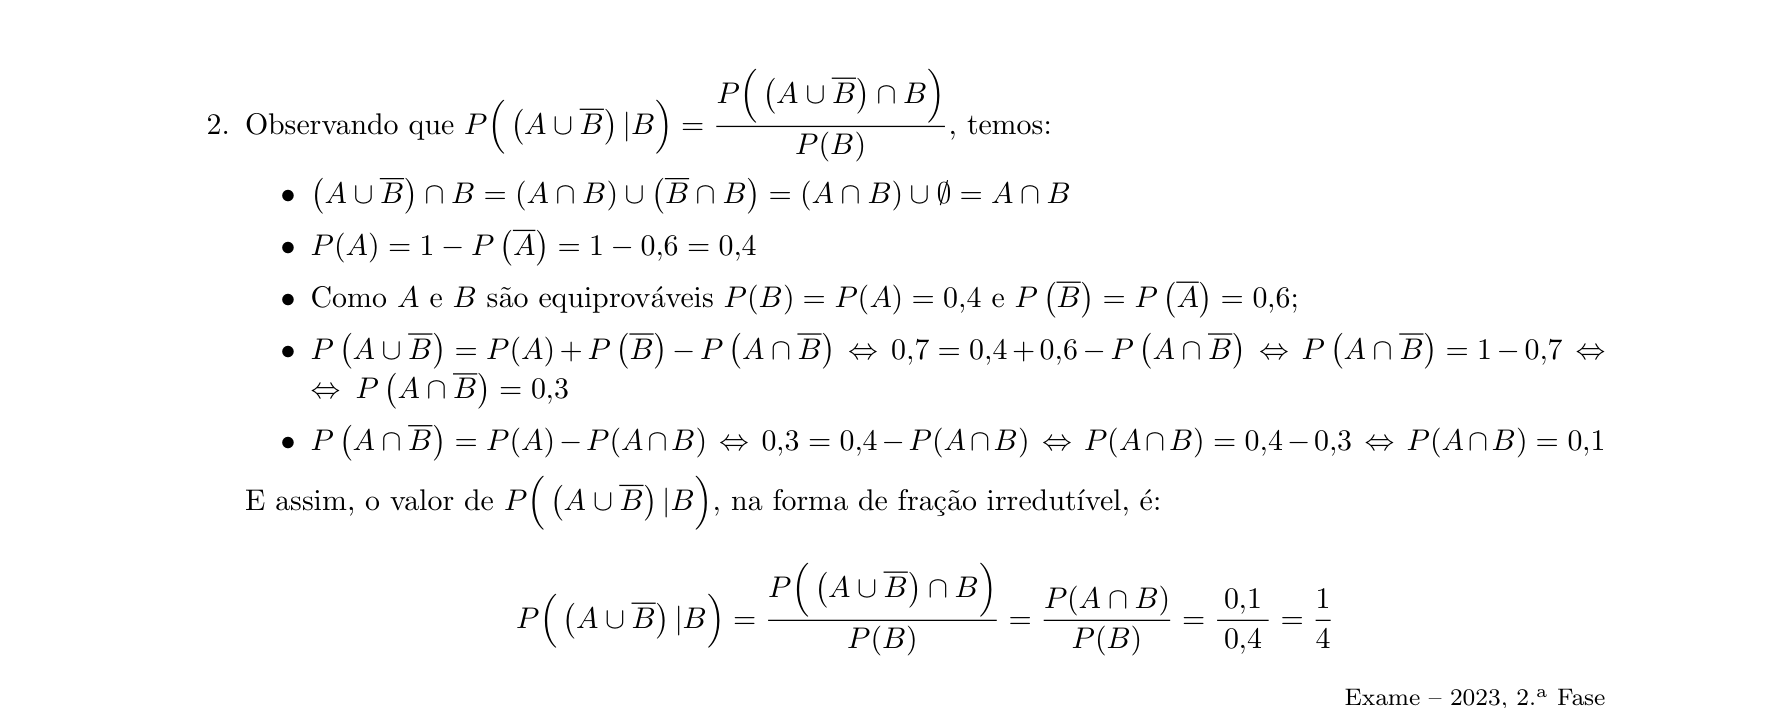 2. Observando que P((A ∪ B̅) |B) = P((A ∪ B̅) ∩ B) / P(B), temos:
• (A ∪ B̅) ∩ B = (A ∩ B) ∪ (B̅ ∩ B) = (A ∩ B) ∪ ∅ = A ∩ B
• P(A) = 1 − P(A̅) = 1 − 0,6 = 0,4
• Como A e B são equiprováveis P(B) = P(A) = 0,4 e P(B̅) = P(A̅) = 0,6;
• P(A ∪ B̅) = P(A) + P(B̅) − P(A ∩ B̅) ⇔ 0,7 = 0,4 + 0,6 − P(A ∩ B̅) ⇔ P(A ∩ B̅) = 1 − 0,7 ⇔
⇔ P(A ∩ B̅) = 0,3
• P(A ∩ B̅) = P(A) − P(A ∩ B) ⇔ 0,3 = 0,4 − P(A ∩ B) ⇔ P(A ∩ B) = 0,4 − 0,3 ⇔ P(A ∩ B) = 0,1
E assim, o valor de P((A ∪ B̅) |B), na forma de fração irredutível, é:
P((A ∪ B̅) |B) = P((A ∪ B̅) ∩ B) / P(B) = P(A ∩ B) / P(B) = 0,1 / 0,4 = 1 / 4
Exame – 2023, 2.ª Fase